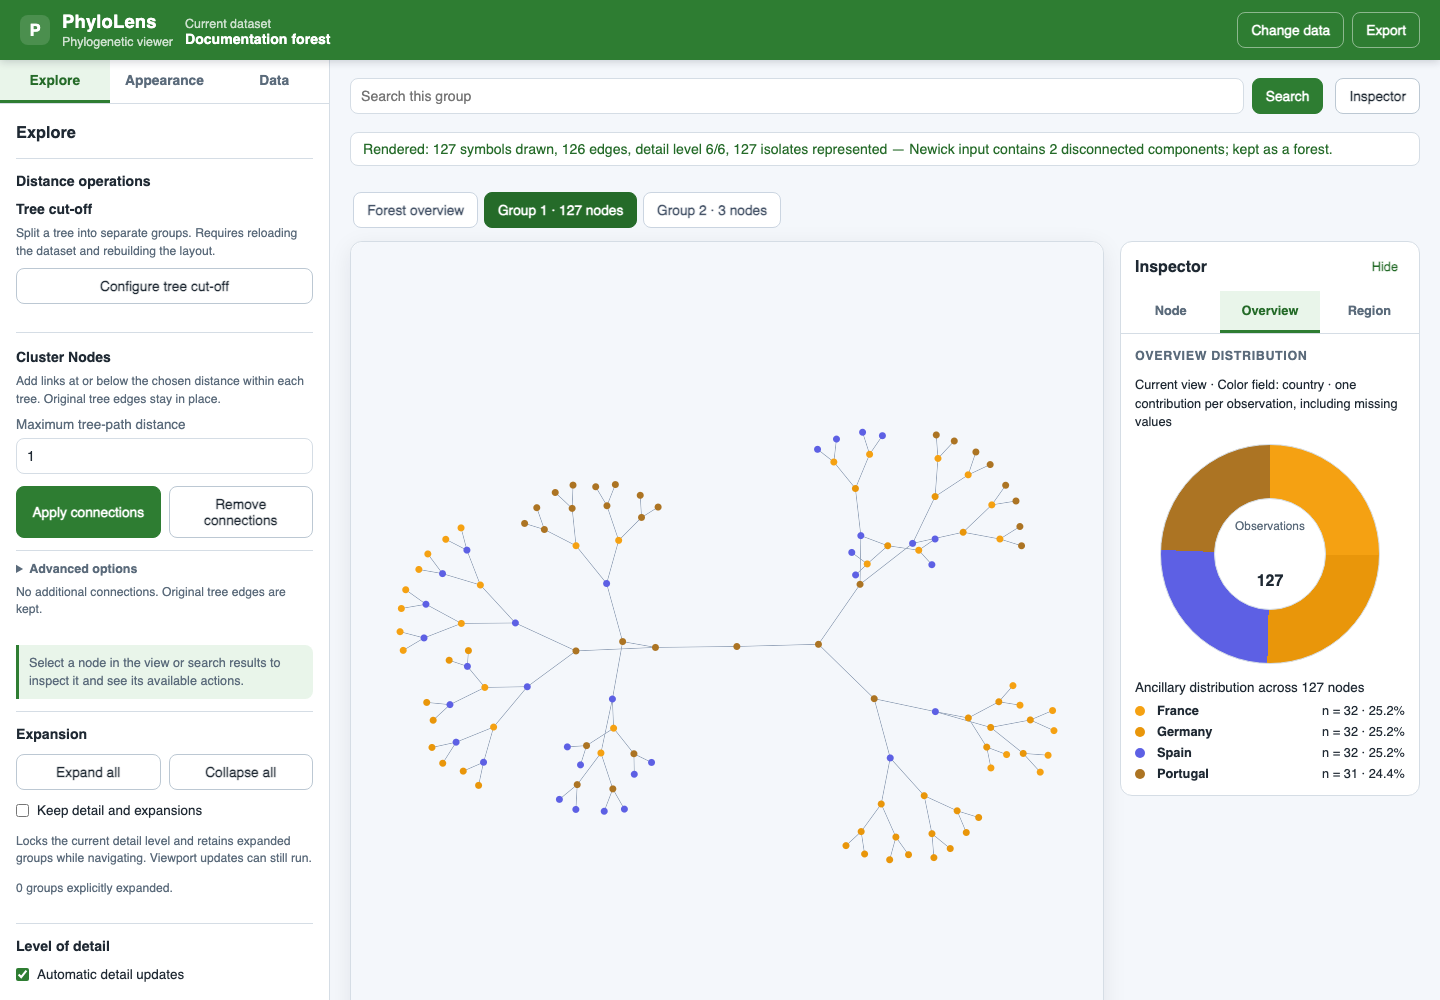 P
PhyloLens
Phylogenetic viewer
Current dataset
Documentation forest
Change data
Export
Explore
Appearance
Data
Search this group
Search
Inspector
Explore
Rendered: 127 symbols drawn, 126 edges, detail level 6/6, 127 isolates represented — Newick input contains 2 disconnected components; kept as a forest.
Distance operations
Tree cut-off
Split a tree into separate groups. Requires reloading
the dataset and rebuilding the layout.
Configure tree cut-off
Cluster Nodes
Add links at or below the chosen distance within each
tree. Original tree edges stay in place.
Maximum tree-path distance
1
Apply connections
Remove
connections
Advanced options
No additional connections. Original tree edges are
kept.
Select a node in the view or search results to
inspect it and see its available actions.
Expansion
Expand all
Collapse all
Keep detail and expansions
Locks the current detail level and retains expanded
groups while navigating. Viewport updates can still run.
0 groups explicitly expanded.
Level of detail
Automatic detail updates
Forest overview
Group 1 · 127 nodes
Group 2 · 3 nodes
Inspector
Hide
Node
Overview
Region
OVERVIEW DISTRIBUTION
Current view · Color field: country · one
contribution per observation, including missing
values
Observations
127
Ancillary distribution across 127 nodes
France n = 32 · 25.2%
Germany n = 32 · 25.2%
Spain n = 32 · 25.2%
Portugal n = 31 · 24.4%